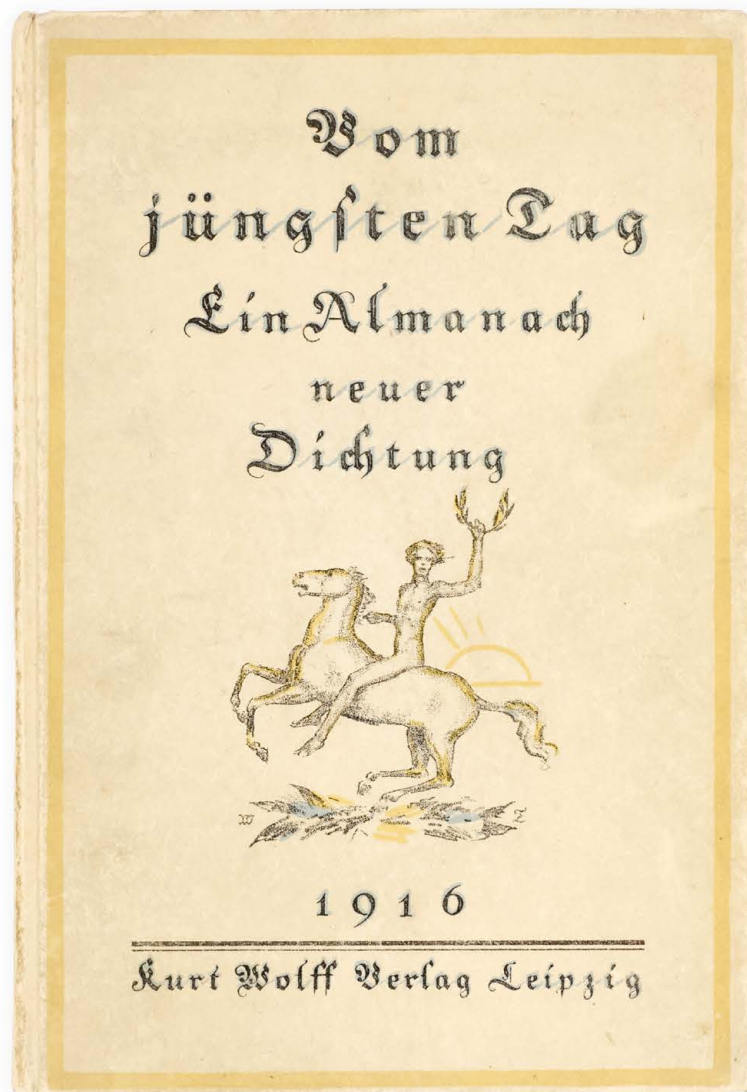 Vom
jüngſten Tag
Ein Almanach
neuer
Dichtung
W T
1916
Kurt Wolff Verlag Leipzig